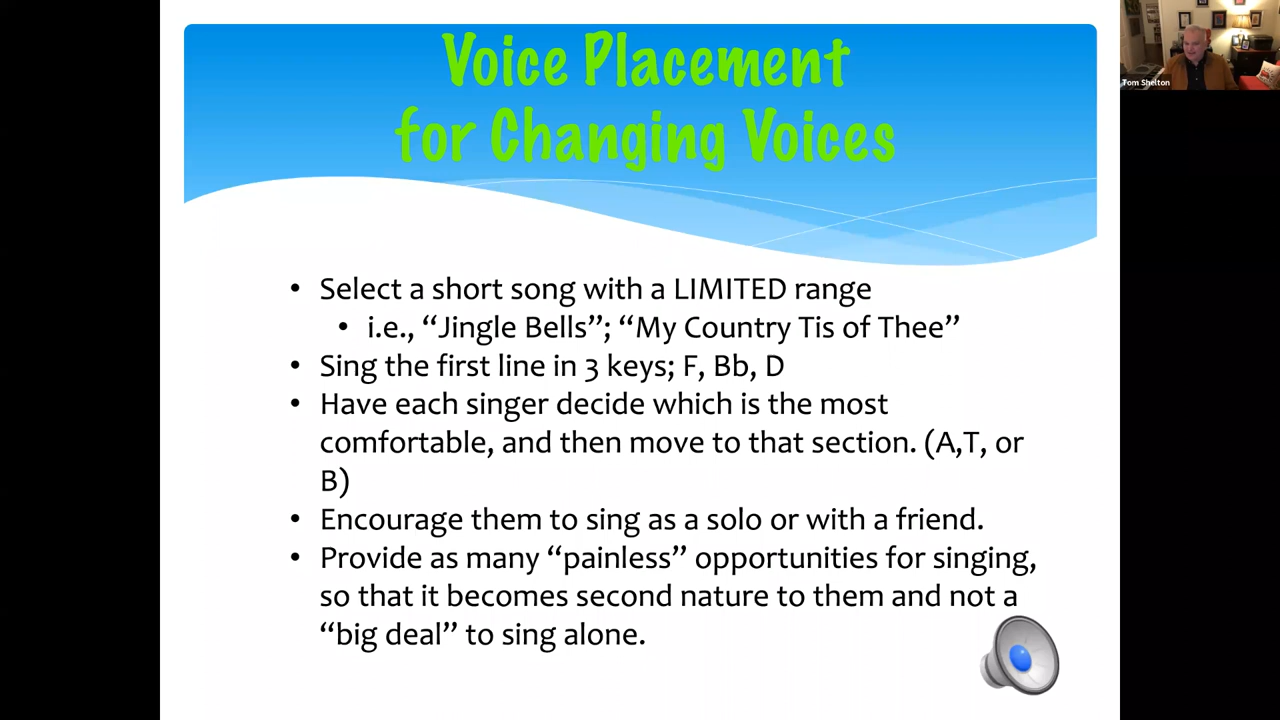 Voice Placement
for Changing Voices
Tom Shelton
• Select a short song with a LIMITED range
• i.e., “Jingle Bells”; “My Country Tis of Thee”
• Sing the first line in 3 keys; F, Bb, D
• Have each singer decide which is the most
comfortable, and then move to that section. (A,T, or
B)
• Encourage them to sing as a solo or with a friend.
• Provide as many “painless” opportunities for singing,
so that it becomes second nature to them and not a
“big deal” to sing alone.